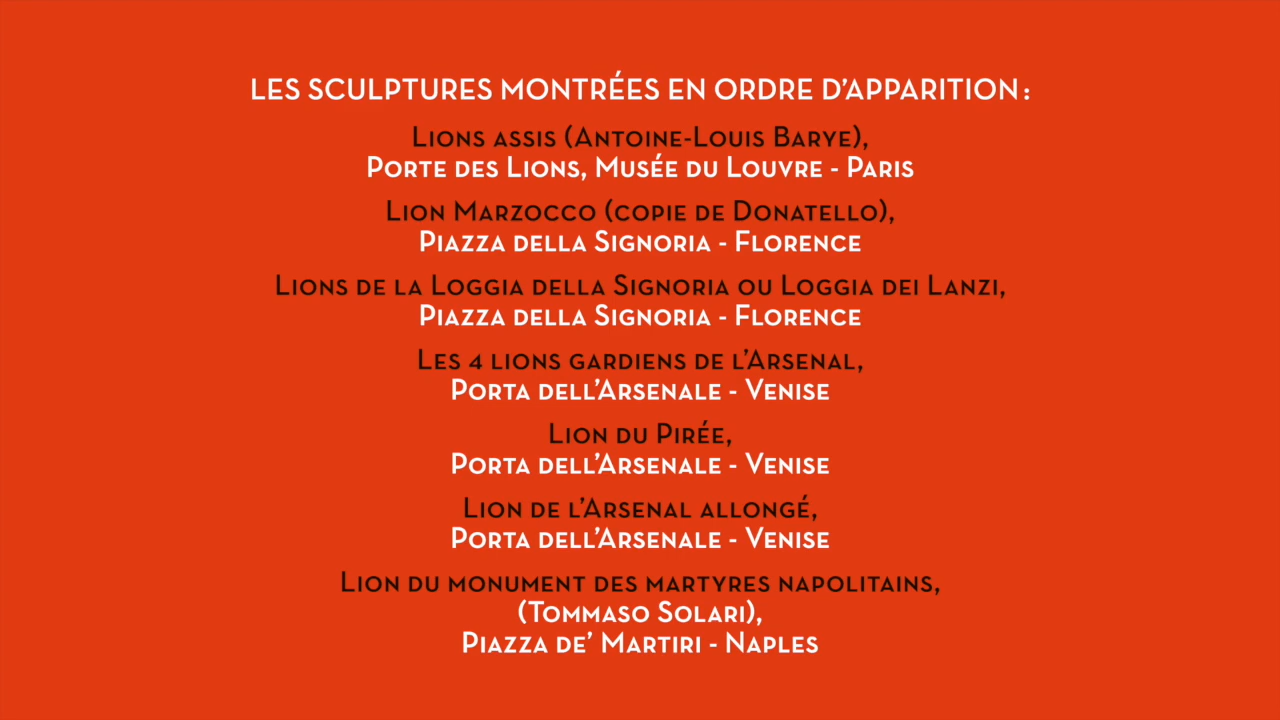 LES SCULPTURES MONTRÉES EN ORDRE D'APPARITION :
Lions assis (Antoine-Louis Barye),
Porte des Lions, Musée du Louvre - Paris
Lion Marzocco (copie de Donatello),
Piazza della Signoria - Florence
Lions de la Loggia della Signoria ou Loggia dei Lanzi,
Piazza della Signoria - Florence
Les 4 lions gardiens de l'Arsenal,
Porta dell'Arsenale - Venise
Lion du Pirée,
Porta dell'Arsenale - Venise
Lion de l'Arsenal allongé,
Porta dell'Arsenale - Venise
Lion du monument des martyres napolitains,
(Tommaso Solari),
Piazza de' Martiri - Naples